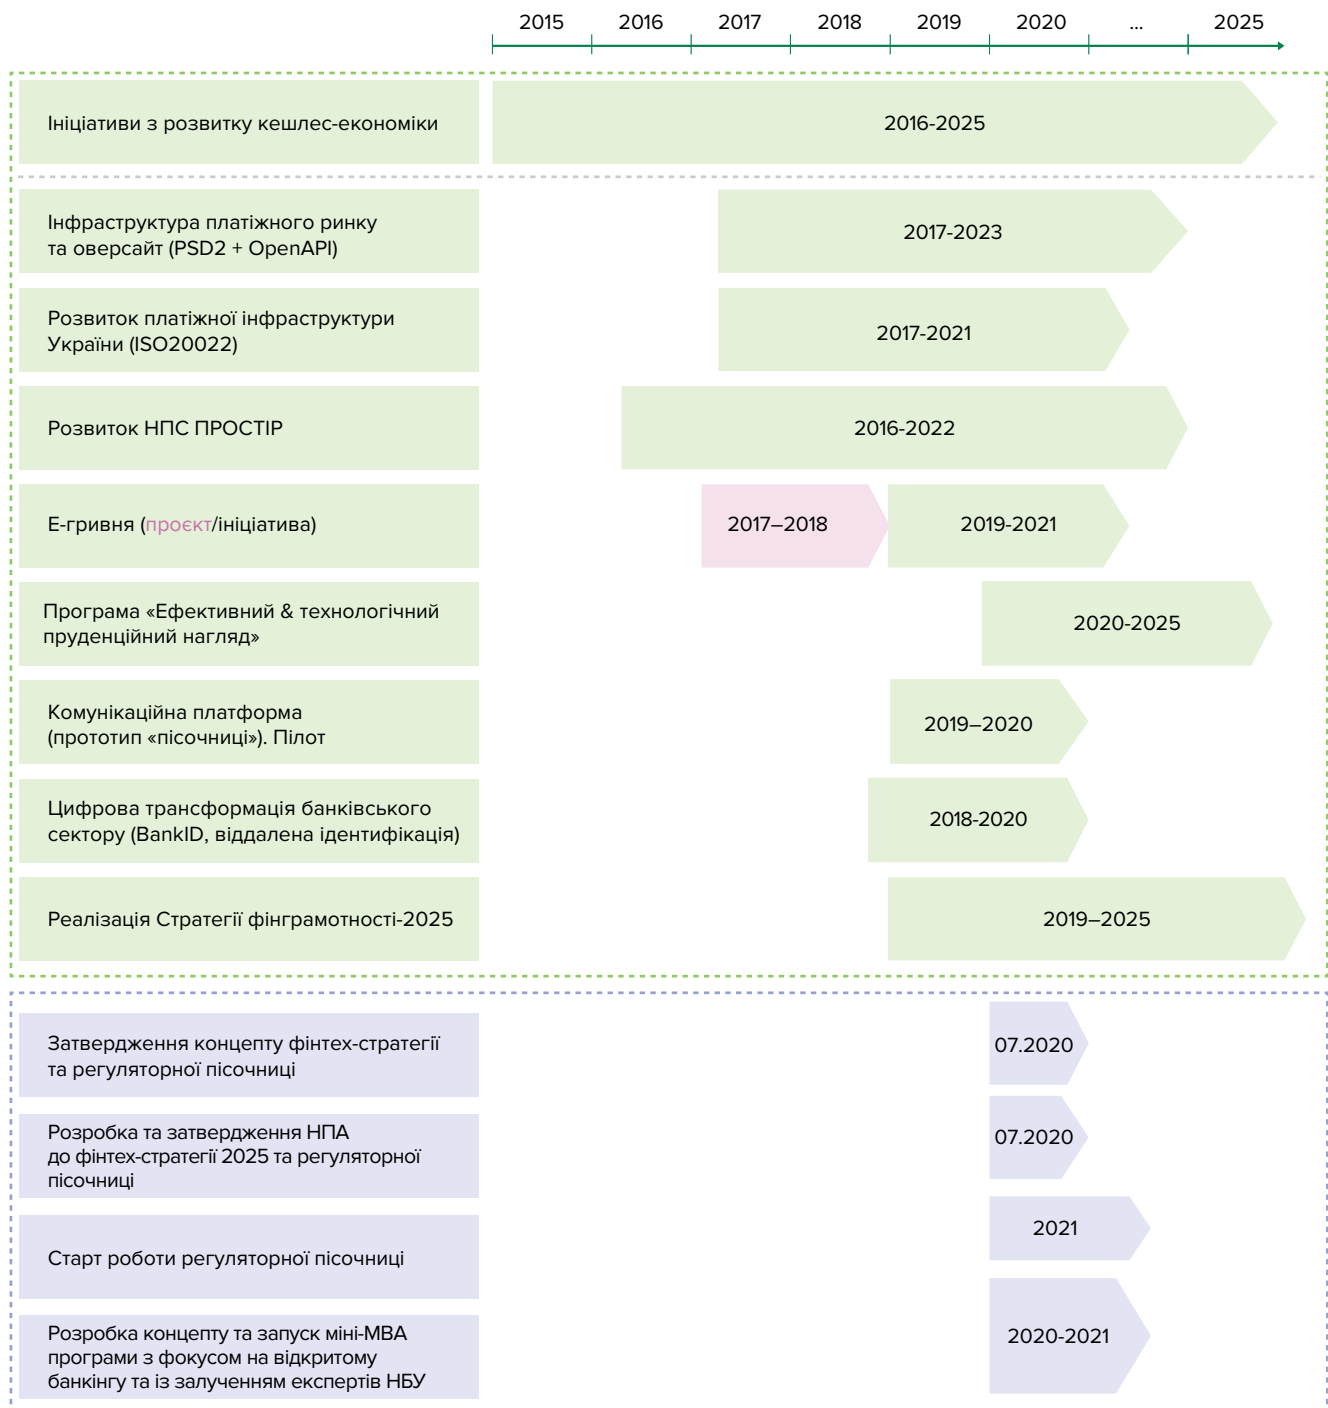 2015 2016 2017 2018 2019 2020 ... 2025
Ініціативи з розвитку кешлес-економіки
2016-2025
Інфраструктура платіжного ринку
та оверсайт (PSD2 + OpenAPI)
2017-2023
Розвиток платіжної інфраструктури
України (ISO20022)
2017-2021
Розвиток НПС ПРОСТІР
2016-2022
Е-гривня (проєкт/ініціатива)
2017–2018
2019-2021
Програма «Ефективний & технологічний
пруденційний нагляд»
2020-2025
Комунікаційна платформа
(прототип «пісочниці»). Пілот
2019–2020
Цифрова трансформація банківського
сектору (BankID, віддалена ідентифікація)
2018-2020
Реалізація Стратегії фінграмотності-2025
2019–2025
Затвердження концепту фінтех-стратегії
та регуляторної пісочниці
07.2020
Розробка та затвердження НПА
до фінтех-стратегії 2025 та регуляторної
пісочниці
07.2020
Старт роботи регуляторної пісочниці
2021
Розробка концепту та запуск міні-МВА
програми з фокусом на відкритому
банкінгу та із залученням експертів НБУ
2020-2021